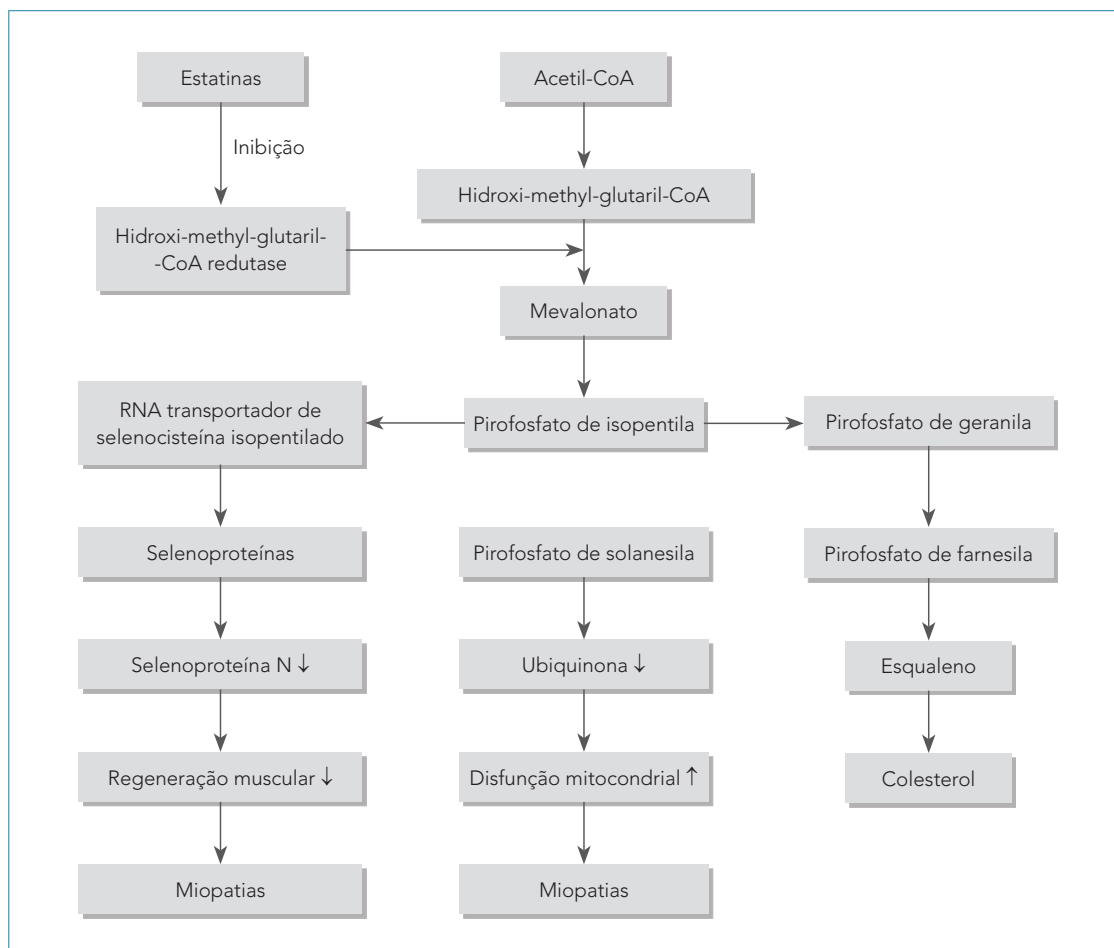 Estatinas
Acetil-CoA
Inibição
Hidroxi-methyl-glutaril-CoA
Hidroxi-methyl-glutaril-
-CoA redutase
Mevalonato
RNA transportador de
selenocisteína isopentilado
Pirofosfato de isopentila
Pirofosfato de geranila
Selenoproteínas
Pirofosfato de solanesila
Pirofosfato de farnesila
Selenoproteína N ↓
Ubiquinona ↓
Esqualeno
Regeneração muscular ↓
Disfunção mitocondrial ↑
Colesterol
Miopatias
Miopatias